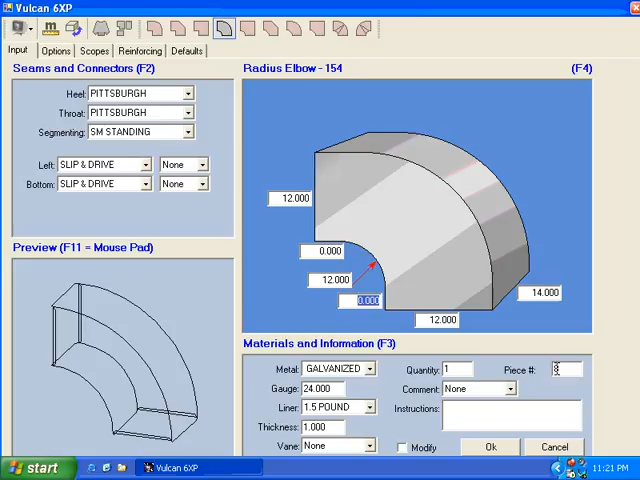 Vulcan 6XP
Input Options Scopes Reinforcing Defaults
Seams and Connectors (F2)
Heel: PITTSBURGH
Throat: PITTSBURGH
Segmenting: SM STANDING
Left: SLIP & DRIVE None
Bottom: SLIP & DRIVE None
Preview (F11 = Mouse Pad)
Radius Elbow - 154 (F4)
12.000
0.000
12.000
0.000
12.000
14.000
Materials and Information (F3)
Metal: GALVANIZED Quantity: 1 Piece #:
Gauge: 24.000 Comment: None
Liner: 1.5 POUND Instructions:
Thickness: 1.000
Vane: None Modify Ok Cancel
start Vulcan 6XP 11:21 PM